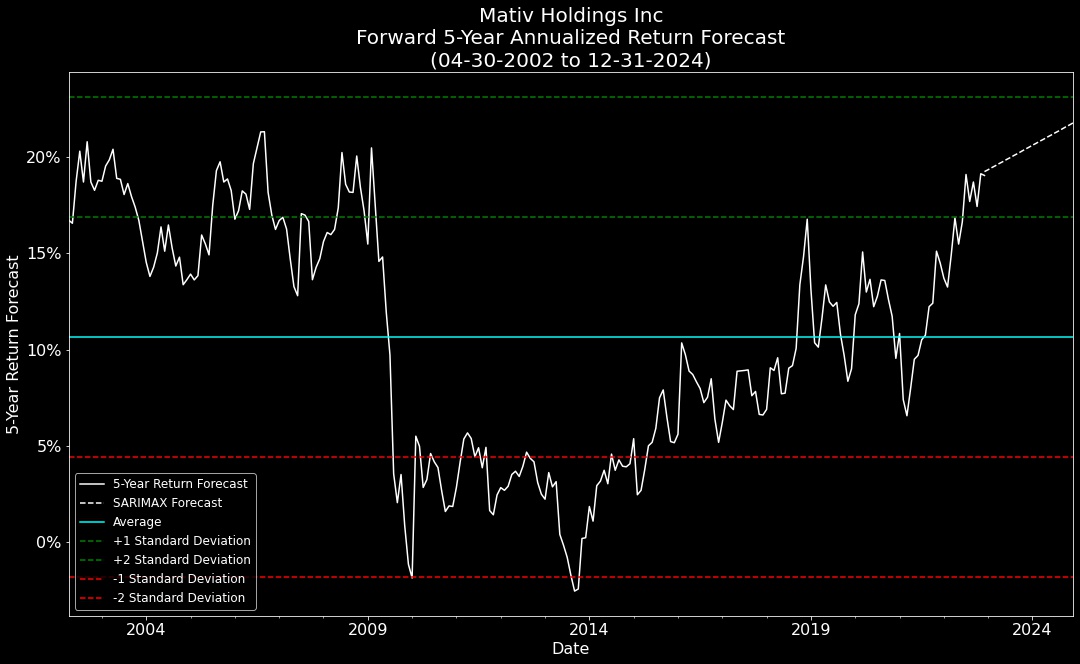 Mativ Holdings Inc
Forward 5-Year Annualized Return Forecast
(04-30-2002 to 12-31-2024)
5-Year Return Forecast
20%
15%
10%
5%
0%
5-Year Return Forecast
SARIMAX Forecast
Average
+1 Standard Deviation
+2 Standard Deviation
-1 Standard Deviation
-2 Standard Deviation
2004
2009
2014
2019
2024
Date